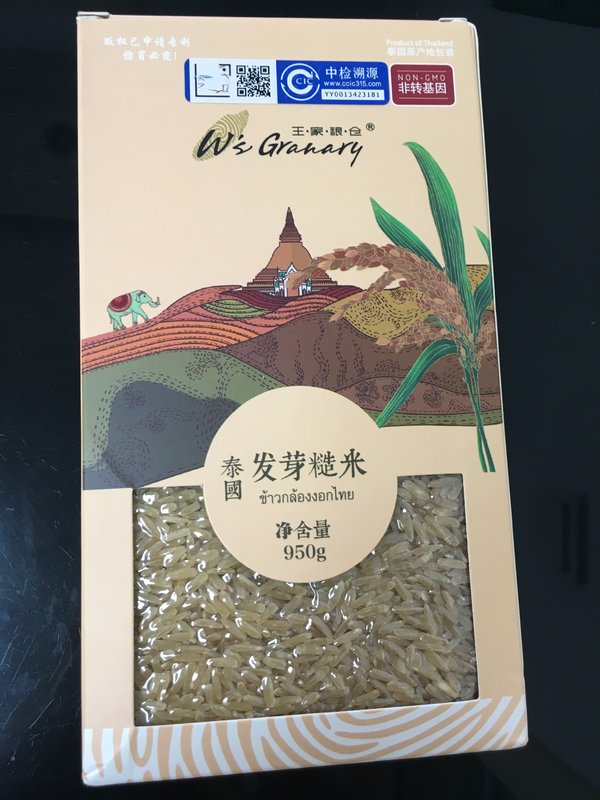 版权已申请专利
仿冒必究!
Product of Thailand
泰国原产地包装
CCIC
中检溯源
www.ccic315.com
YY0013423181
NON-GMO
非转基因
王·家·粮·仓®
W's Granary
泰國
发芽糙米
ข้าวกล้องงอกไทย
净含量
950g